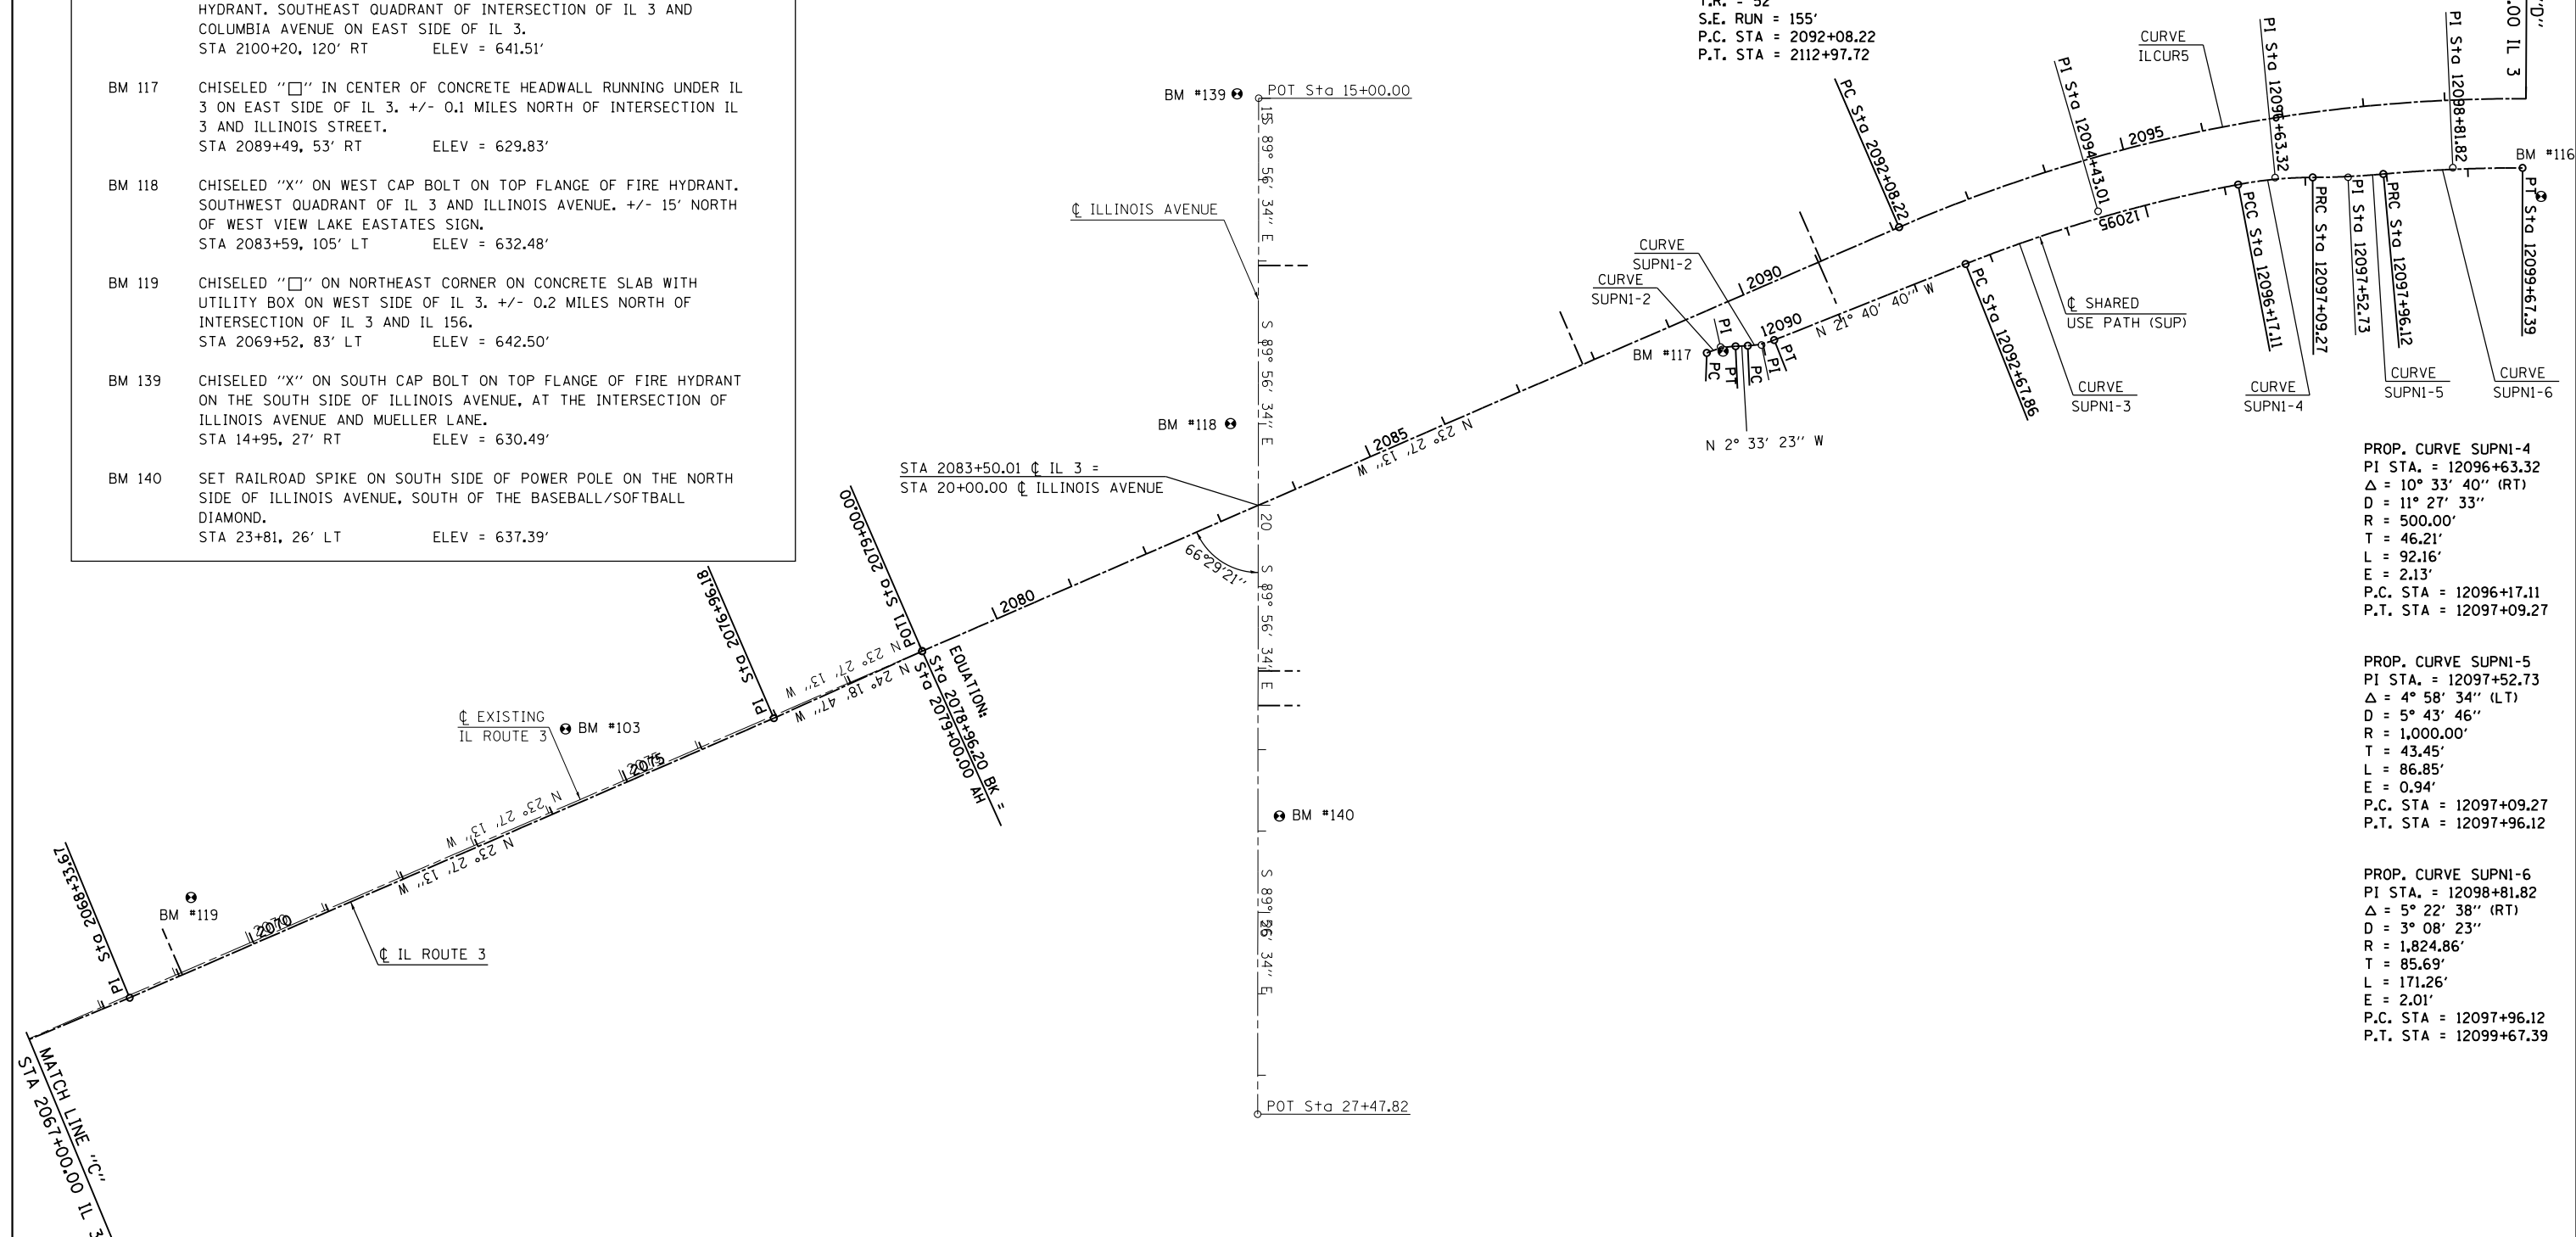 HYDRANT. SOUTHEAST QUADRANT OF INTERSECTION OF IL 3 AND
COLUMBIA AVENUE ON EAST SIDE OF IL 3.
STA 2100+20, 120' RT ELEV = 641.51'
BM 117 CHISELED "□" IN CENTER OF CONCRETE HEADWALL RUNNING UNDER IL
3 ON EAST SIDE OF IL 3. +/- 0.1 MILES NORTH OF INTERSECTION IL
3 AND ILLINOIS STREET.
STA 2089+49, 53' RT ELEV = 629.83'
BM 118 CHISELED "X" ON WEST CAP BOLT ON TOP FLANGE OF FIRE HYDRANT.
SOUTHWEST QUADRANT OF IL 3 AND ILLINOIS AVENUE. +/- 15' NORTH
OF WEST VIEW LAKE EASTATES SIGN.
STA 2083+59, 105' LT ELEV = 632.48'
BM 119 CHISELED "□" ON NORTHEAST CORNER ON CONCRETE SLAB WITH
UTILITY BOX ON WEST SIDE OF IL 3. +/- 0.2 MILES NORTH OF
INTERSECTION OF IL 3 AND IL 156.
STA 2069+52, 83' LT ELEV = 642.50'
BM 139 CHISELED "X" ON SOUTH CAP BOLT ON TOP FLANGE OF FIRE HYDRANT
ON THE SOUTH SIDE OF ILLINOIS AVENUE, AT THE INTERSECTION OF
ILLINOIS AVENUE AND MUELLER LANE.
STA 14+95, 27' RT ELEV = 630.49'
BM 140 SET RAILROAD SPIKE ON SOUTH SIDE OF POWER POLE ON THE NORTH
SIDE OF ILLINOIS AVENUE, SOUTH OF THE BASEBALL/SOFTBALL
DIAMOND.
STA 23+81, 26' LT ELEV = 637.39'
T.R. = 52'
S.E. RUN = 155'
P.C. STA = 2092+08.22
P.T. STA = 2112+97.72
BM #139
POT Sta 15+00.00
15
S 89° 56' 34" E
℄ ILLINOIS AVENUE
S 89° 56' 34" E
BM #118
STA 2083+50.01 ℄ IL 3 =
STA 20+00.00 ℄ ILLINOIS AVENUE
20
66°29'21"
S 89° 56' 34" E
BM #140
S 89° 56' 34" E
POT Sta 27+47.82
MATCH LINE "C"
STA 2067+00.00 IL 3
PI Sta 2068+33.67
BM #119
2070
℄ IL ROUTE 3
N 23° 27' 13" W
N 23° 27' 13" W
℄ EXISTING
IL ROUTE 3
BM #103
2075
PI Sta 2076+96.18
N 23° 27' 13" W
N 24° 18' 47" W
POT1 Sta 2079+00.00
EQUATION:
Sta 2078+96.20 BK =
Sta 2079+00.00 AH
2080
2085
N 23° 27' 13" W
2090
CURVE
SUPN1-2
CURVE
SUPN1-2
BM #117
PC
PI
PT
PC
PI
PT
12090
N 2° 33' 23" W
N 21° 40' 40" W
PC Sta 2092+08.22
PC Sta 12092+67.86
PI Sta 12094+43.01
2095
12095
℄ SHARED
USE PATH (SUP)
CURVE
SUPN1-3
CURVE
ILCUR5
PI Sta 12096+63.32
PCC Sta 12096+17.11
CURVE
SUPN1-4
PRC Sta 12097+09.27
PI Sta 12097+52.73
PRC Sta 12097+96.12
CURVE
SUPN1-5
PI Sta 12098+81.82
CURVE
SUPN1-6
BM #116
PT Sta 12099+67.39
"D"
.00 IL 3
PROP. CURVE SUPN1-4
PI STA. = 12096+63.32
Δ = 10° 33' 40" (RT)
D = 11° 27' 33"
R = 500.00'
T = 46.21'
L = 92.16'
E = 2.13'
P.C. STA = 12096+17.11
P.T. STA = 12097+09.27
PROP. CURVE SUPN1-5
PI STA. = 12097+52.73
Δ = 4° 58' 34" (LT)
D = 5° 43' 46"
R = 1,000.00'
T = 43.45'
L = 86.85'
E = 0.94'
P.C. STA = 12097+09.27
P.T. STA = 12097+96.12
PROP. CURVE SUPN1-6
PI STA. = 12098+81.82
Δ = 5° 22' 38" (RT)
D = 3° 08' 23"
R = 1,824.86'
T = 85.69'
L = 171.26'
E = 2.01'
P.C. STA = 12097+96.12
P.T. STA = 12099+67.39